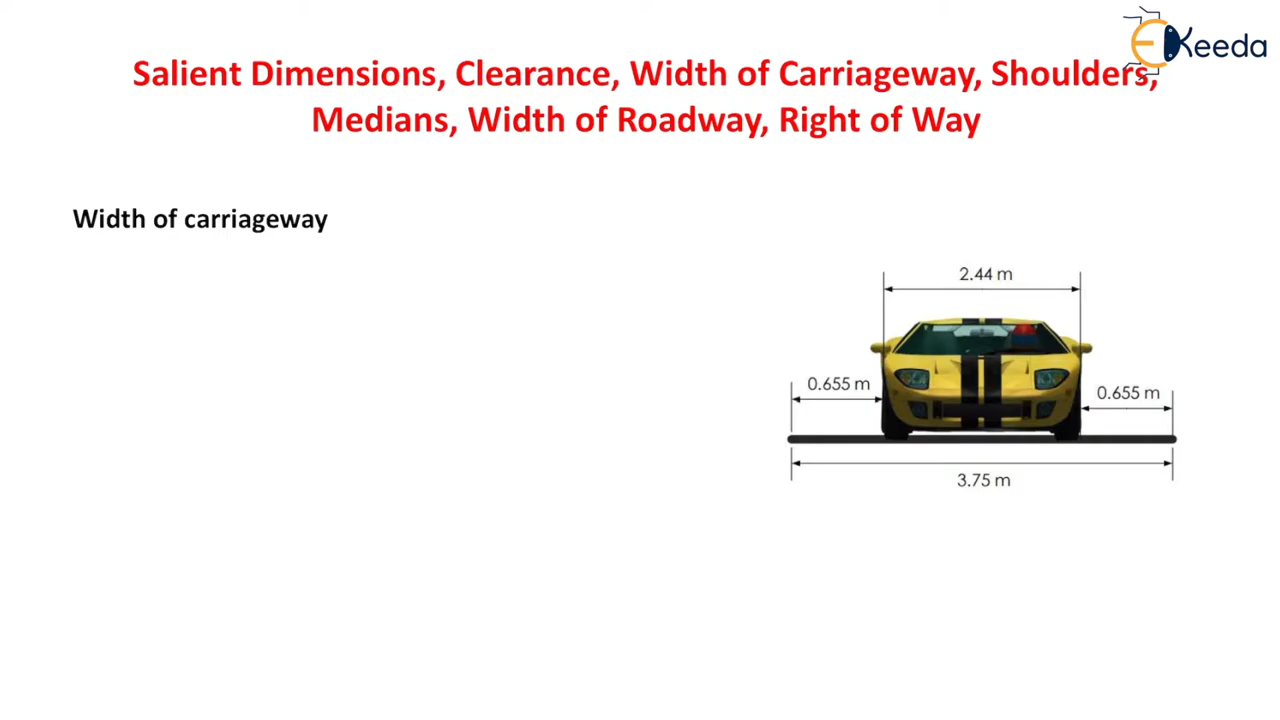 EKeeda
Salient Dimensions, Clearance, Width of Carriageway, Shoulders,
Medians, Width of Roadway, Right of Way
Width of carriageway
2.44 m
0.655 m
0.655 m
3.75 m